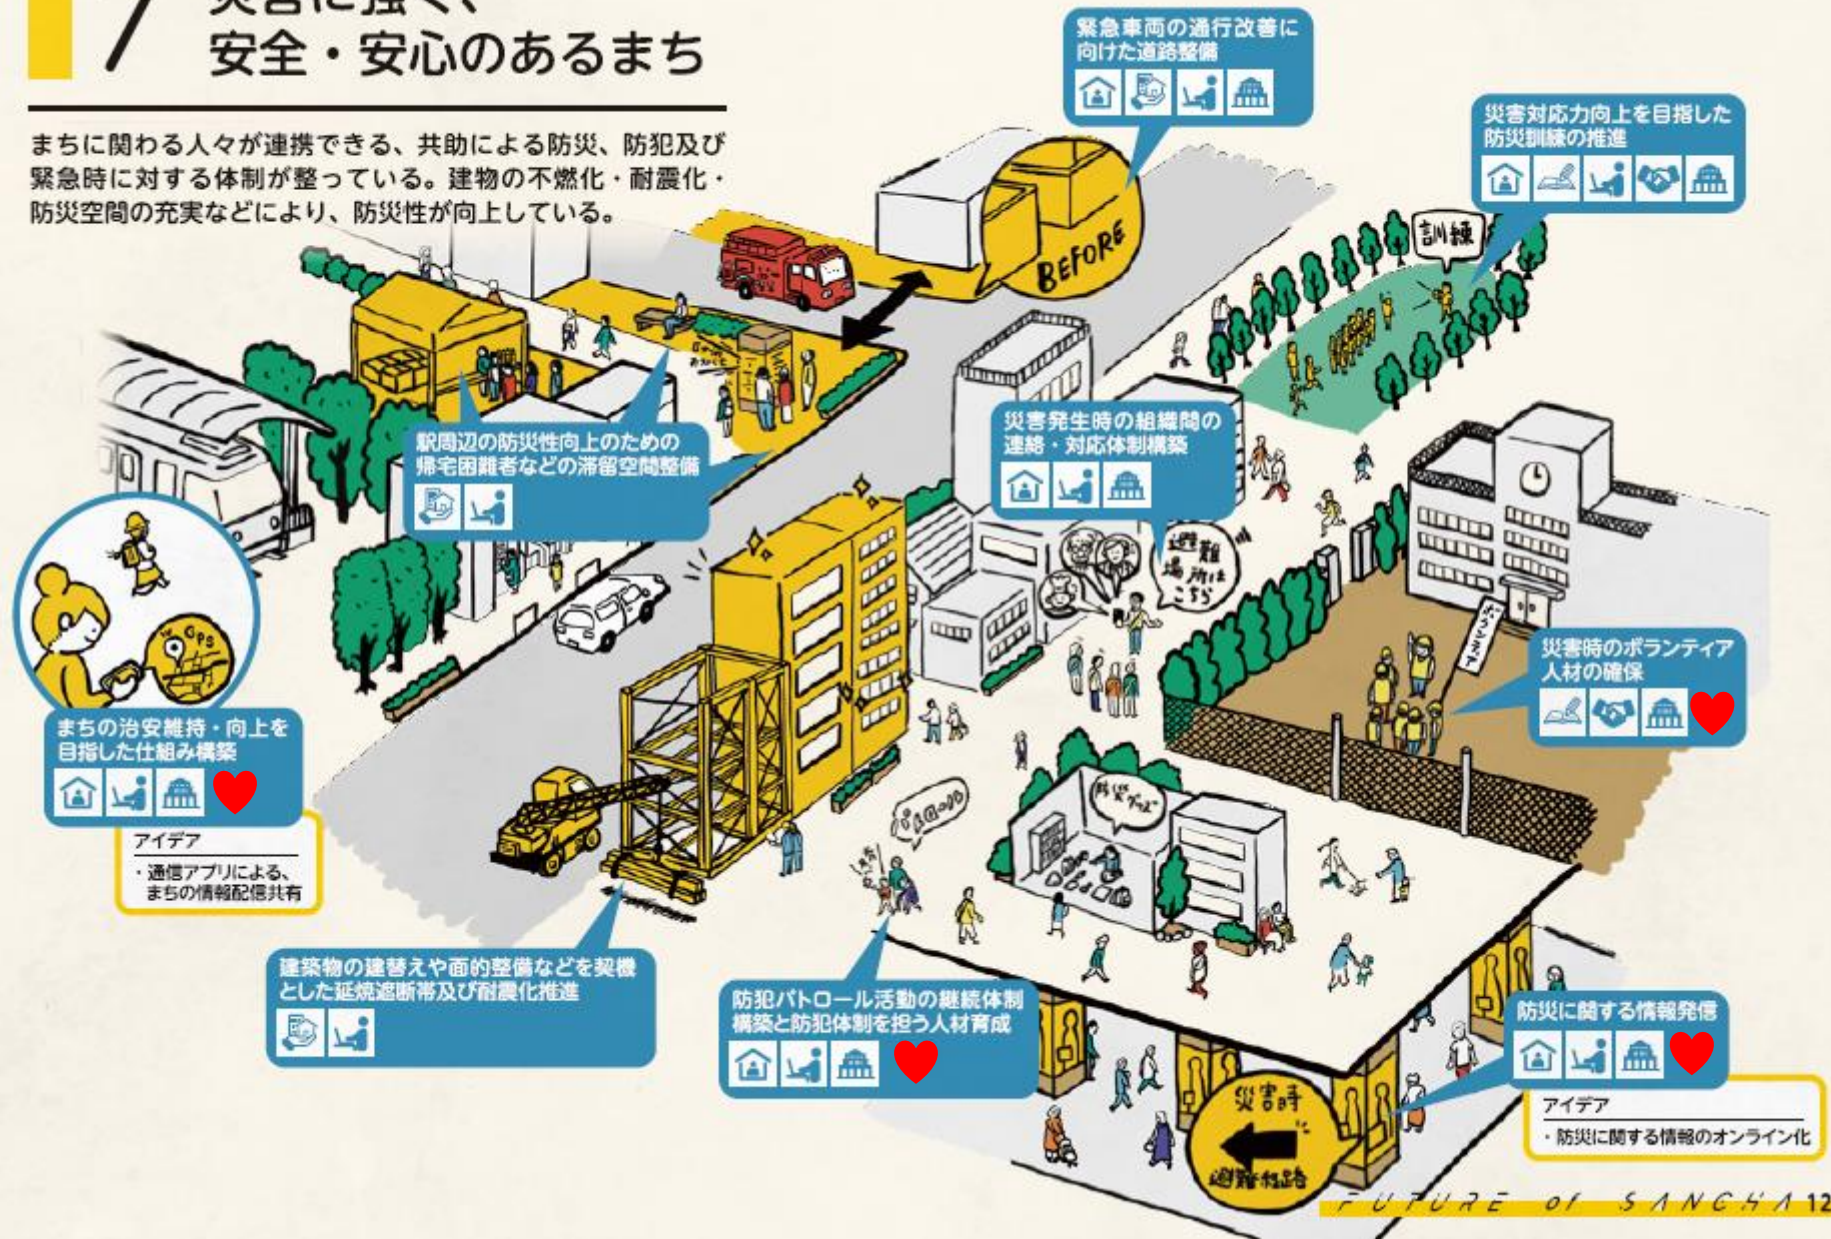 7
災害に強く、
安全・安心のあるまち
まちに関わる人々が連携できる、共助による防災、防犯及び
緊急時に対する体制が整っている。建物の不燃化・耐震化・
防災空間の充実などにより、防災性が向上している。
緊急車両の通行改善に
向けた道路整備
BEFORE
災害対応力向上を目指した
防災訓練の推進
訓練
駅周辺の防災性向上のための
帰宅困難者などの滞留空間整備
災害発生時の組織間の
連絡・対応体制構築
避難
場所は
こちら
GPS
まちの治安維持・向上を
目指した仕組み構築
アイデア
・通信アプリによる、
まちの情報配信共有
ボランティア
災害時のボランティア
人材の確保
パトロール
防災グッズ
建築物の建替えや面的整備などを契機
とした延焼遮断帯及び耐震化推進
防犯パトロール活動の継続体制
構築と防犯体制を担う人材育成
防災に関する情報発信
アイデア
・防災に関する情報のオンライン化
災害時
避難経路
FUTURE of SANCHA 12